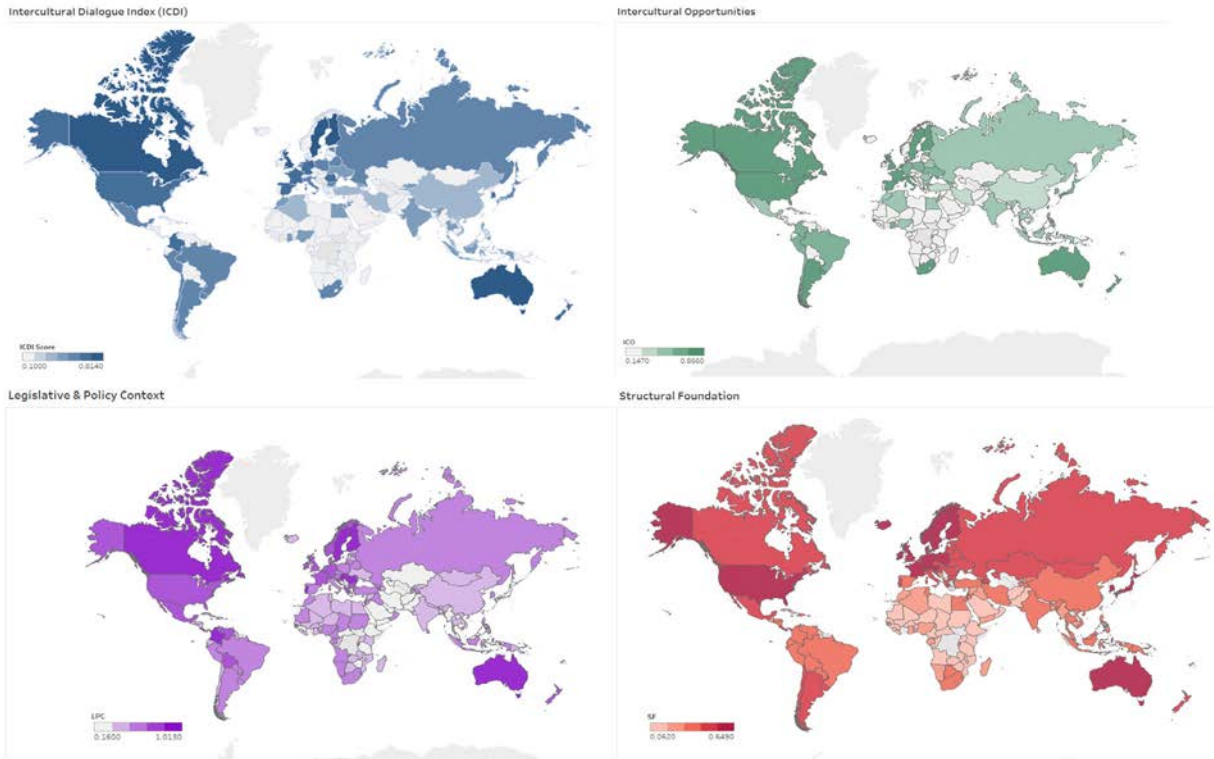 Intercultural Dialogue Index (ICDI)
Intercultural Opportunities
ICDI Score
0.1000 0.8140
ICO
0.1470 0.8660
Legislative & Policy Context
Structural Foundation
LPC
0.1600 1.0130
SF
0.0620 0.6490